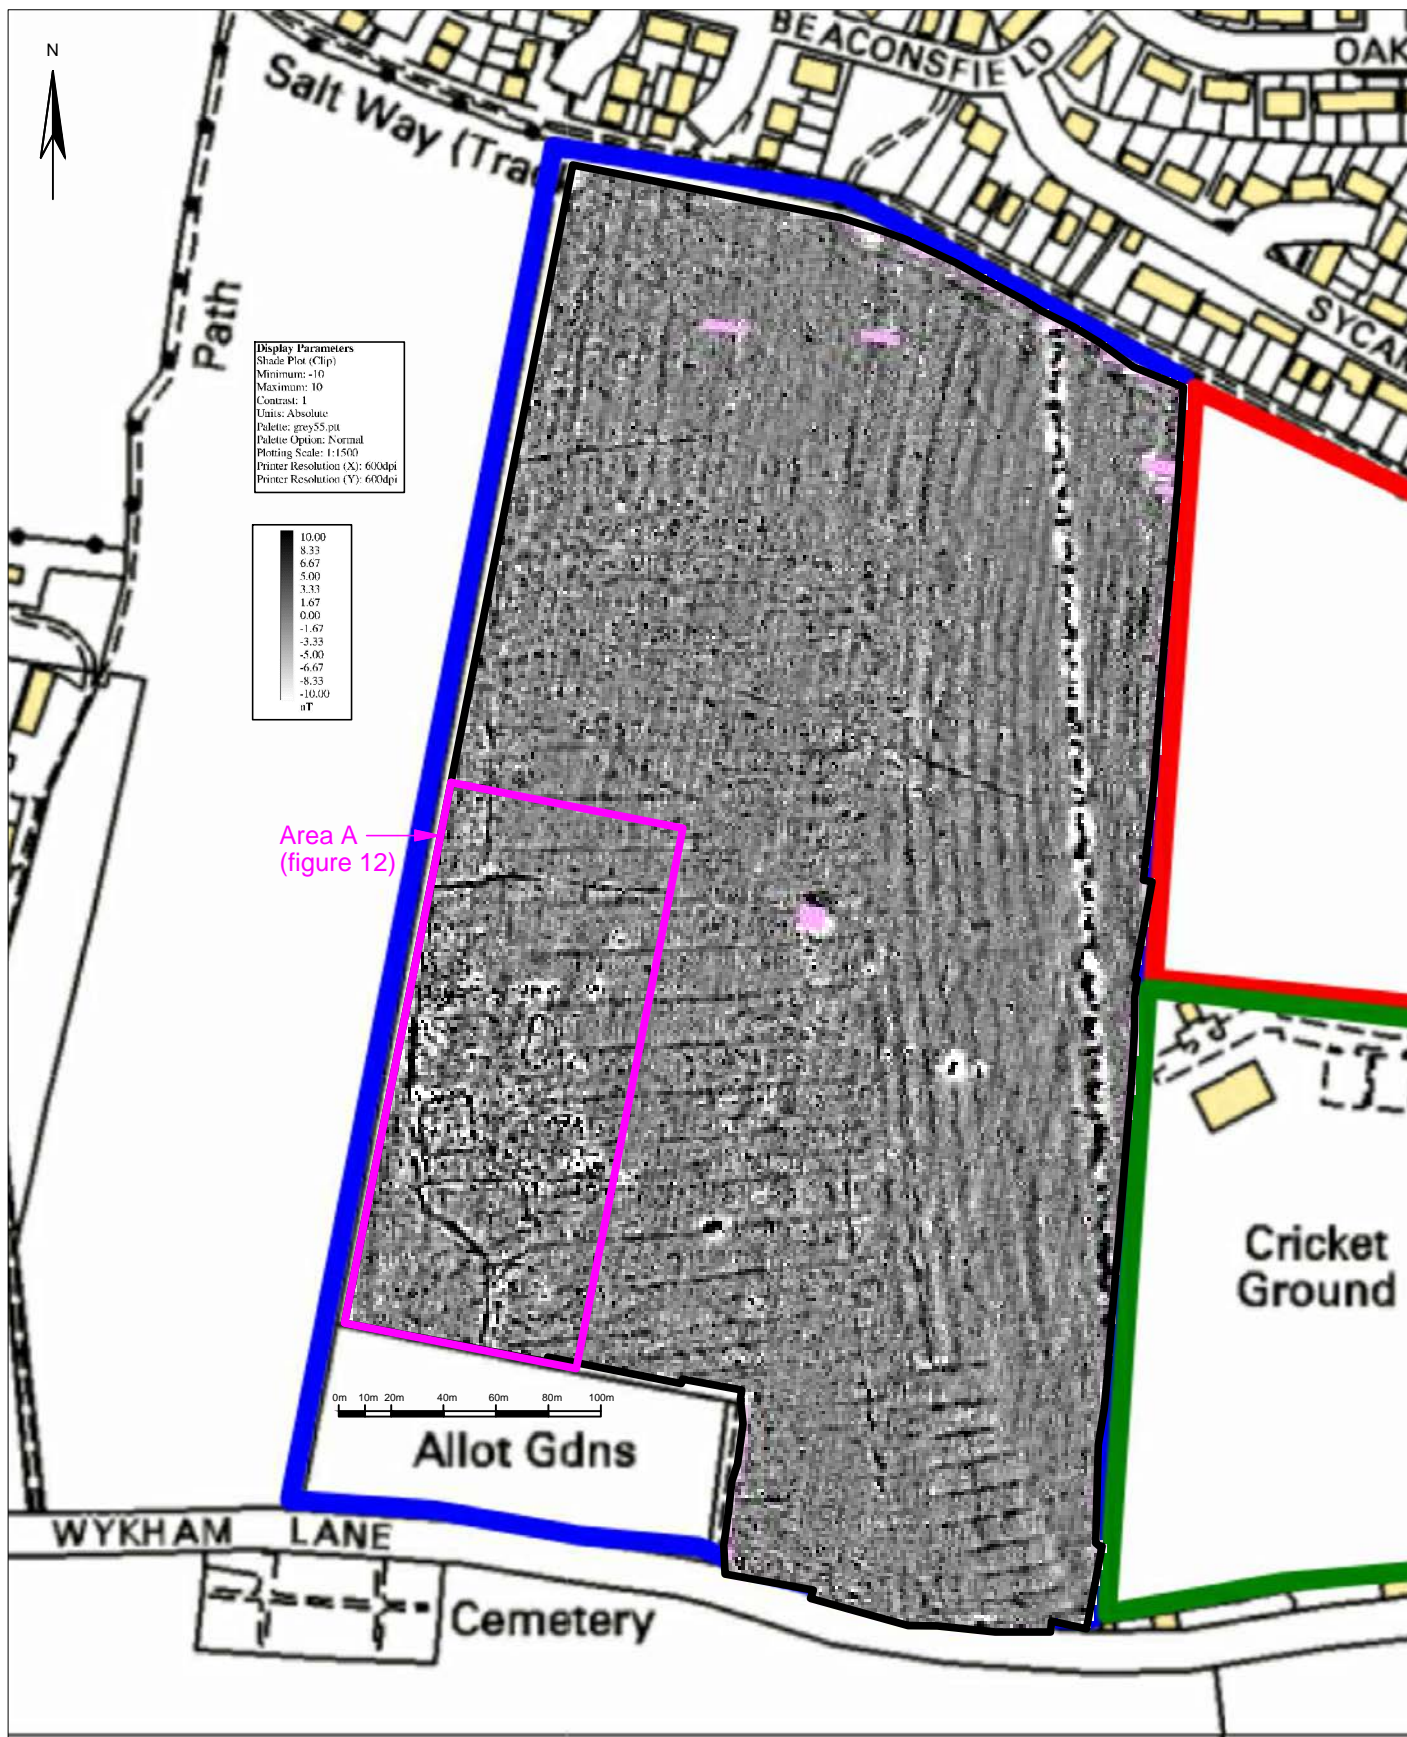 N
BEACONSFIELD
OAK
Salt Way (Trac
SYCAM
Path
Display Parameters
Shade Plot (Clip)
Minimum: -10
Maximum: 10
Contrast: 1
Units: Absolute
Palette: grey55.plt
Palette Option: Normal
Plotting Scale: 1:1500
Printer Resolution (X): 600dpi
Printer Resolution (Y): 600dpi
10.00
8.33
6.67
5.00
3.33
1.67
0.00
-1.67
-3.33
-5.00
-6.67
-8.33
-10.00
nT
Area A
(figure 12)
Cricket
Ground
0m 10m 20m 40m 60m 80m 100m
Allot Gdns
WYKHAM LANE
Cemetery